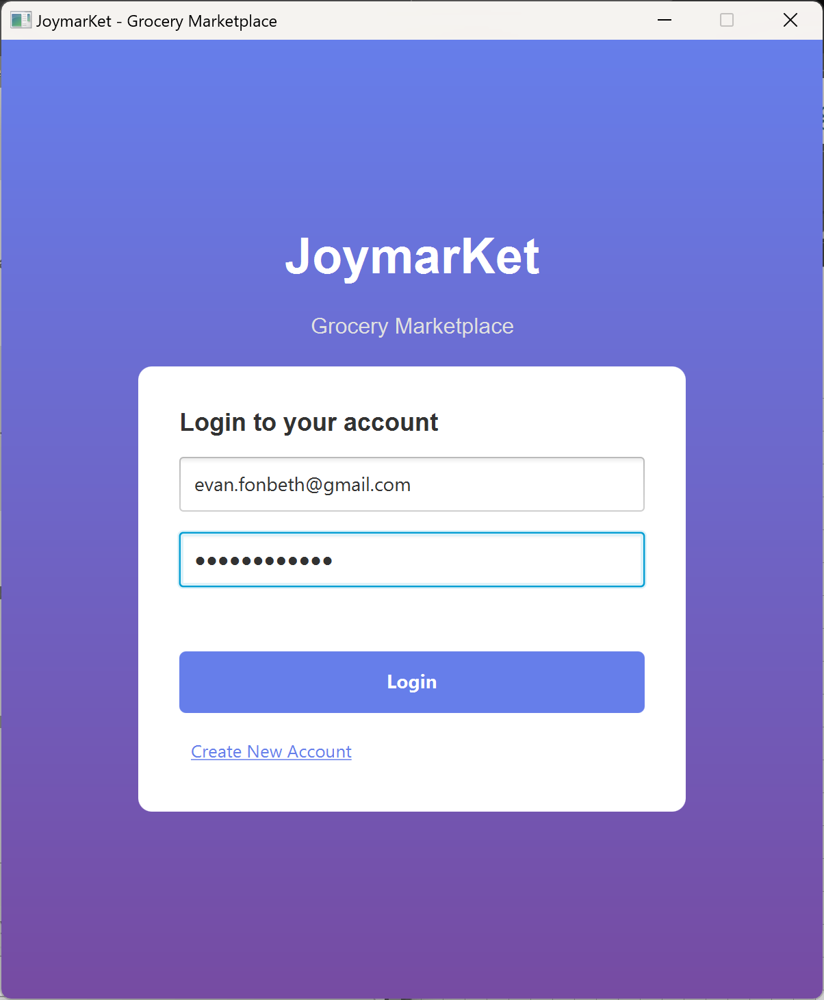 JoymarKet - Grocery Marketplace
JoymarKet
Grocery Marketplace
Login to your account
evan.fonbeth@gmail.com
••••••••••••
Login
Create New Account